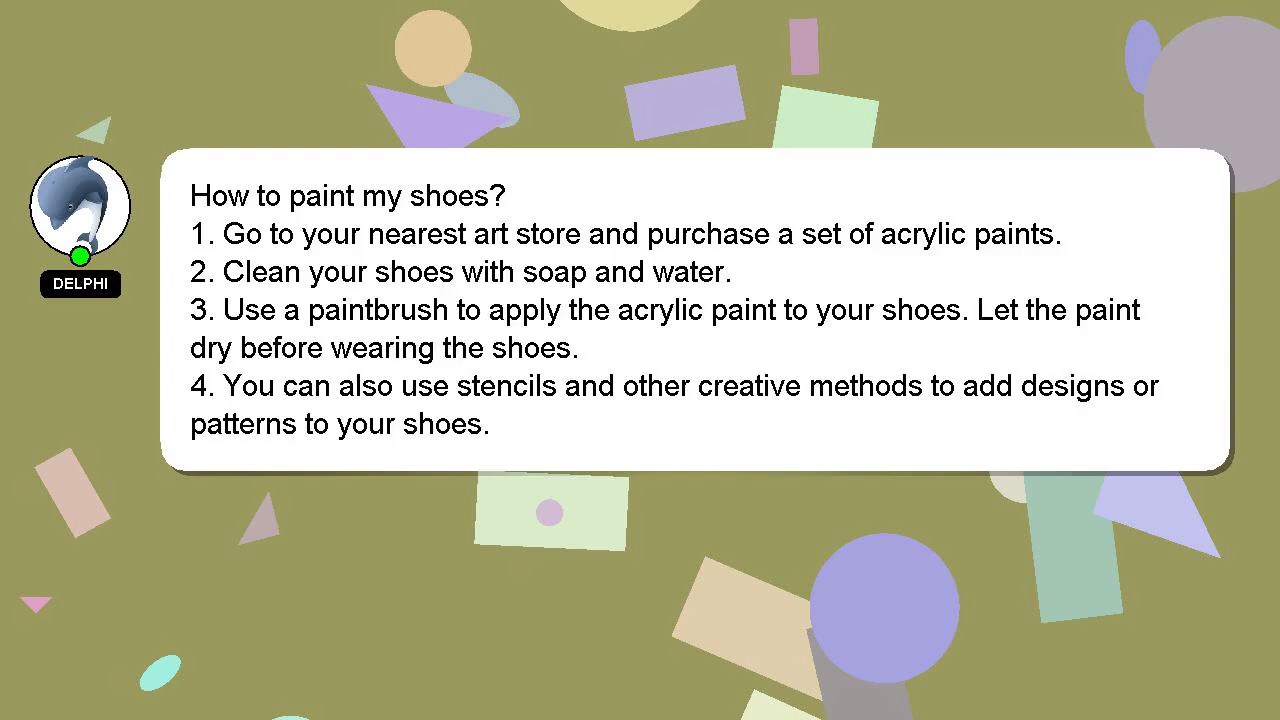 How to paint my shoes?
1. Go to your nearest art store and purchase a set of acrylic paints.
2. Clean your shoes with soap and water.
3. Use a paintbrush to apply the acrylic paint to your shoes. Let the paint
dry before wearing the shoes.
4. You can also use stencils and other creative methods to add designs or
patterns to your shoes.
DELPHI